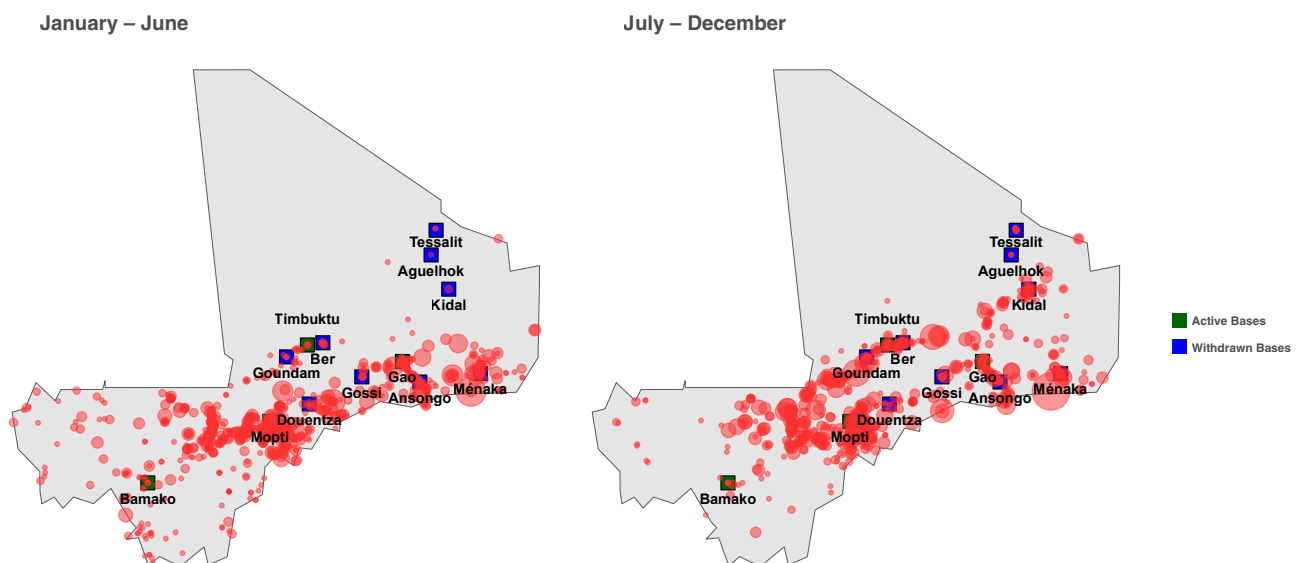 January – June
July – December
Tessalit
Aguelhok
Kidal
Timbuktu
Ber
Goundam
Gossi
Gao
Ansongo
Ménaka
Douentza
Mopti
Bamako
Tessalit
Aguelhok
Kidal
Timbuktu
Ber
Goundam
Gossi
Gao
Ansongo
Ménaka
Douentza
Mopti
Bamako
Active Bases
Withdrawn Bases